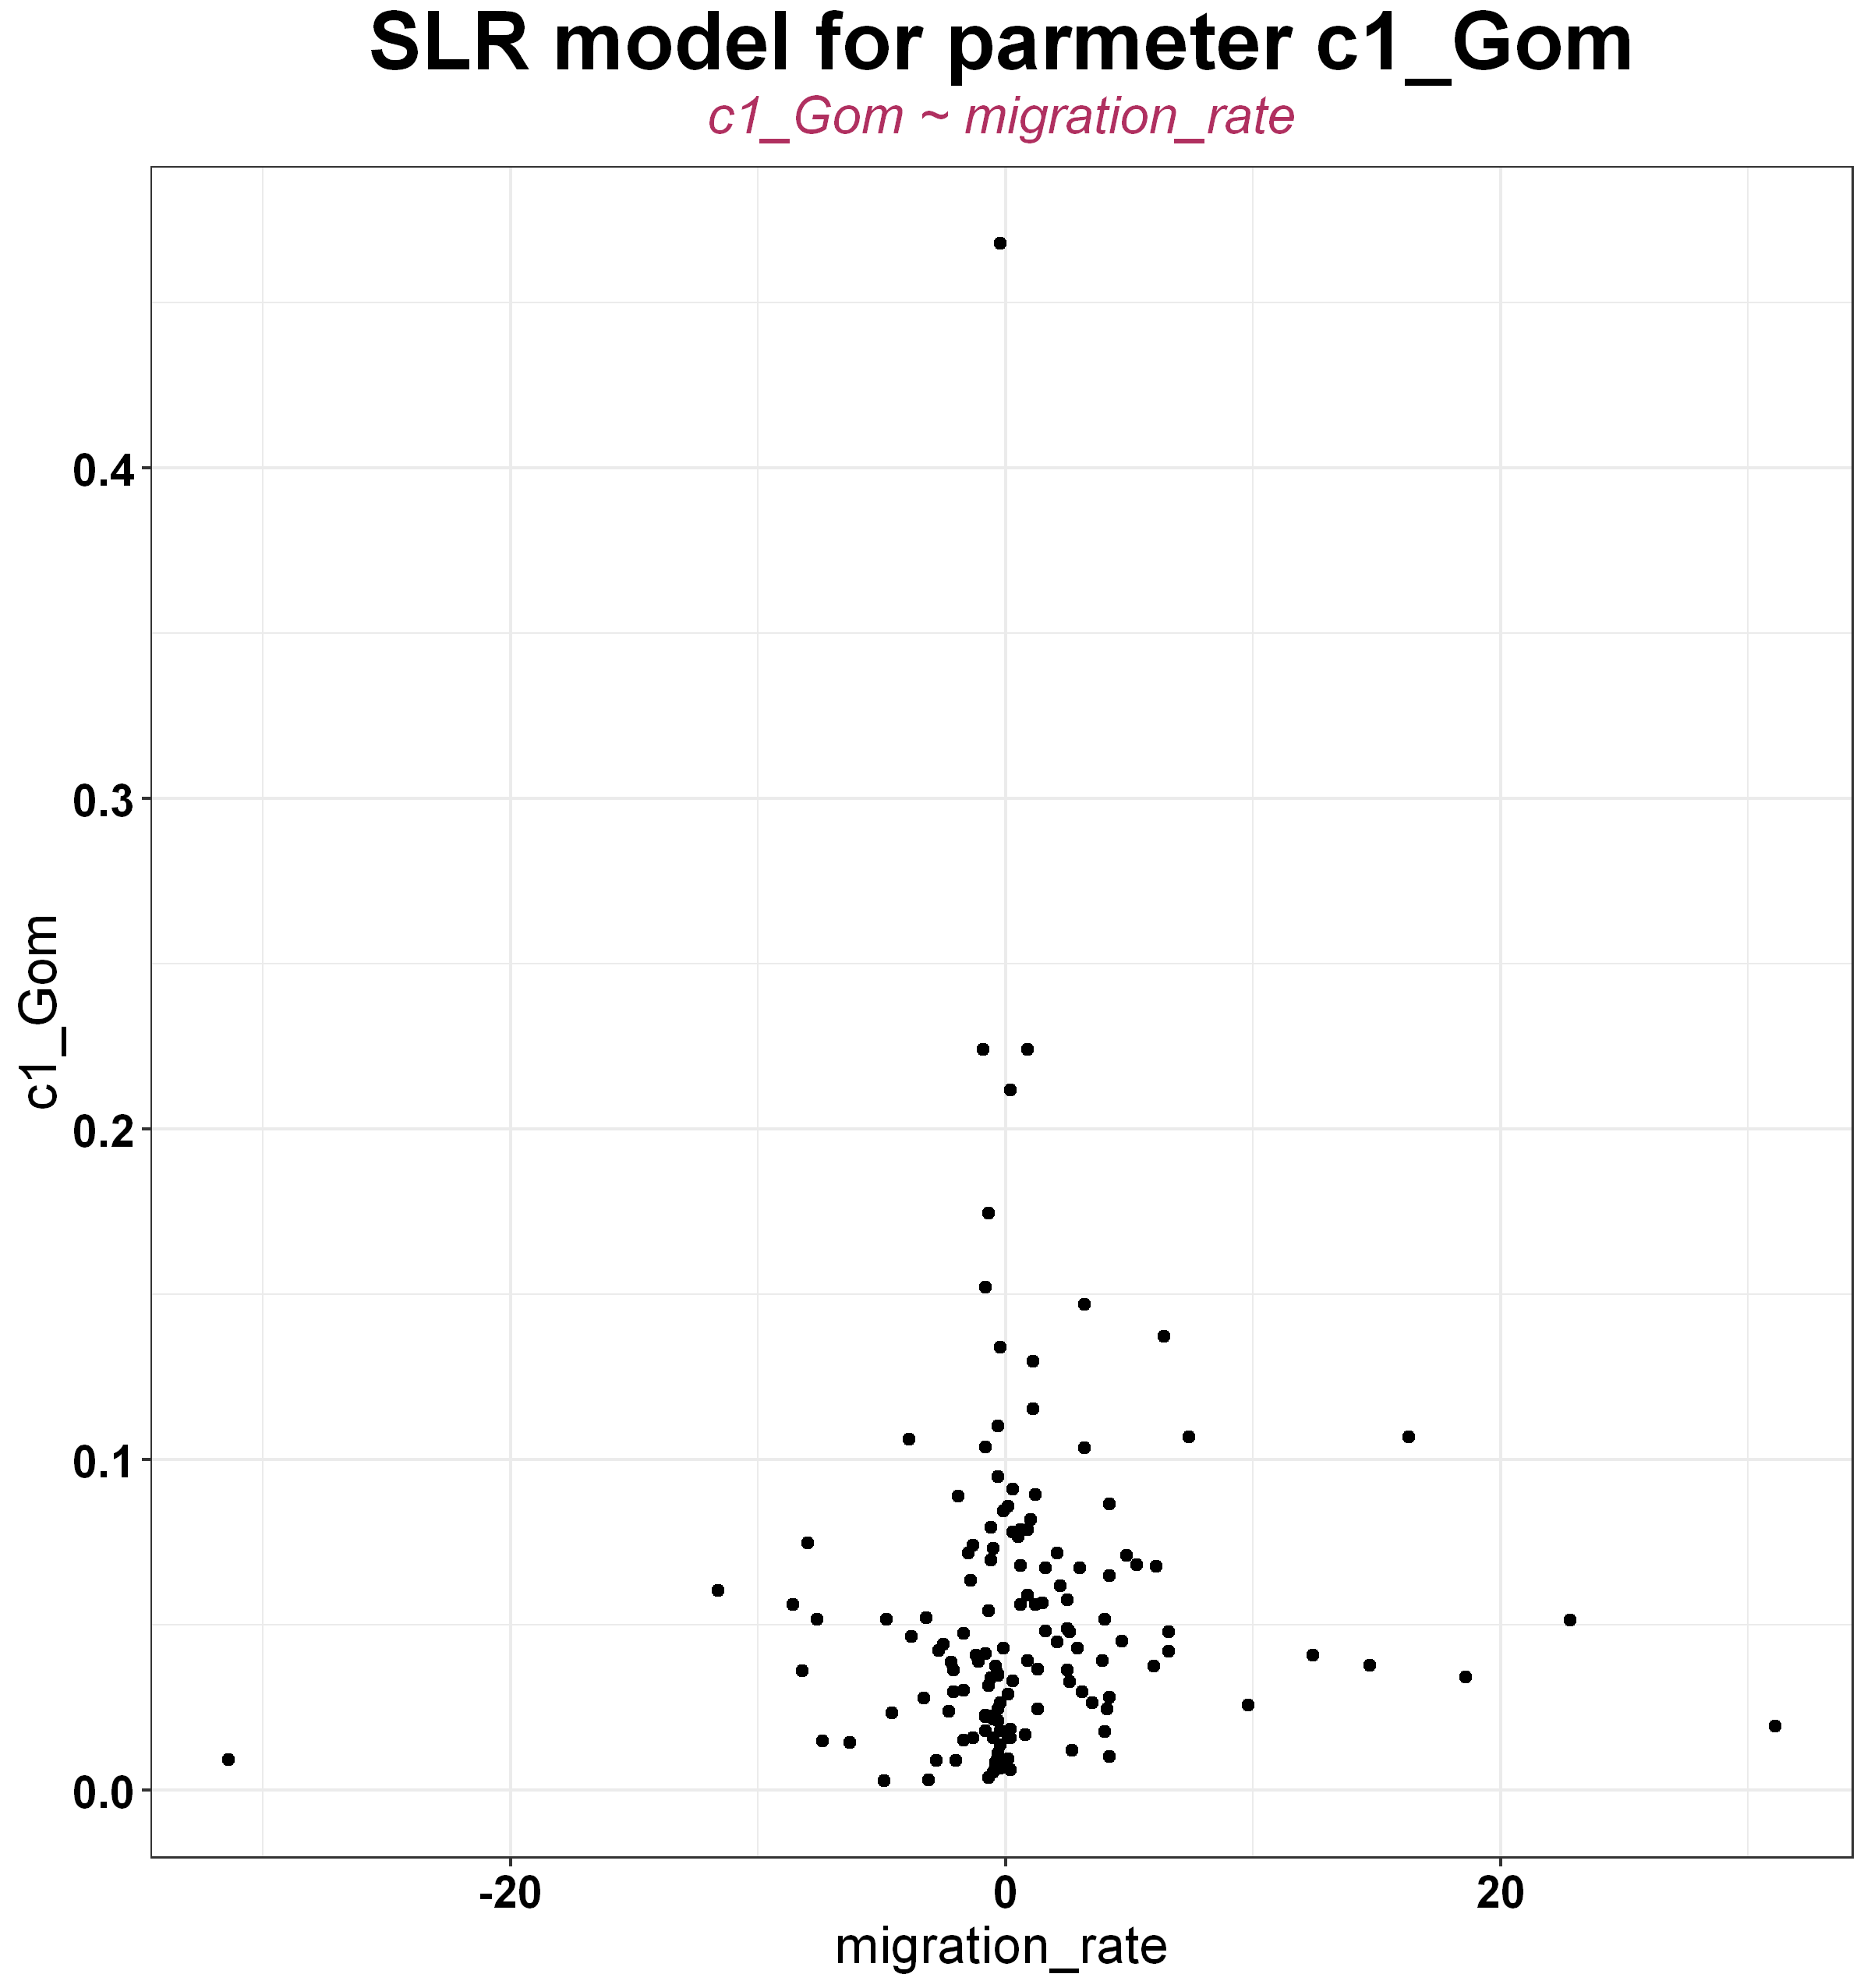 SLR model for parmeter c1_Gom
c1_Gom ~ migration_rate
c1_Gom
0.4
0.3
0.2
0.1
0.0
-20 0 20
migration_rate